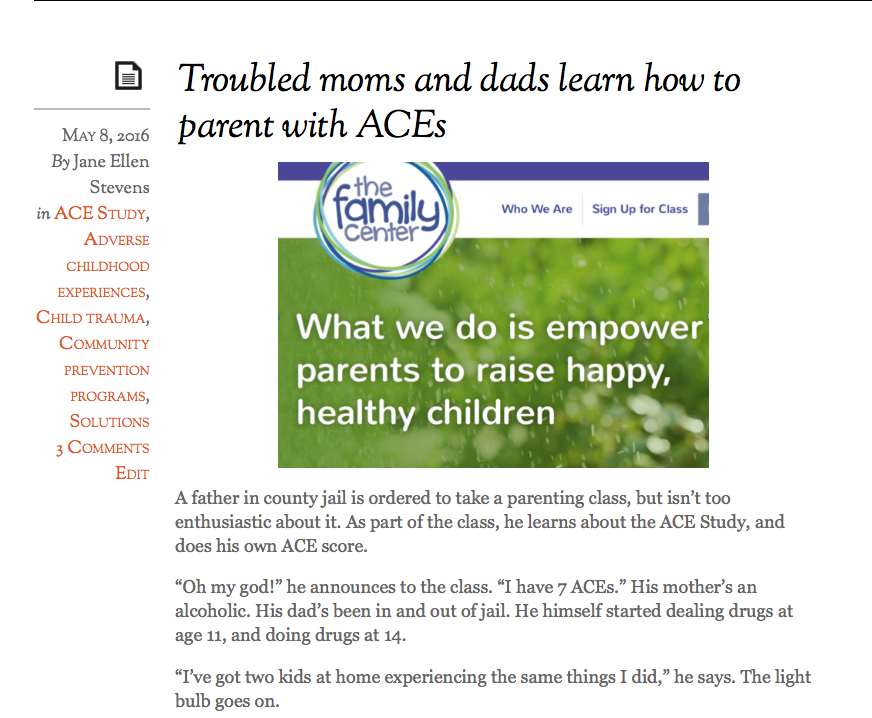 Troubled moms and dads learn how to
parent with ACEs
May 8, 2016
By Jane Ellen
Stevens
in ACE Study,
Adverse
childhood
experiences,
Child trauma,
Community
prevention
programs,
Solutions
3 Comments
Edit
the
family
center
Who We Are
Sign Up for Class
What we do is empower
parents to raise happy,
healthy children
A father in county jail is ordered to take a parenting class, but isn’t too
enthusiastic about it. As part of the class, he learns about the ACE Study, and
does his own ACE score.
“Oh my god!” he announces to the class. “I have 7 ACEs.” His mother’s an
alcoholic. His dad’s been in and out of jail. He himself started dealing drugs at
age 11, and doing drugs at 14.
“I’ve got two kids at home experiencing the same things I did,” he says. The light
bulb goes on.